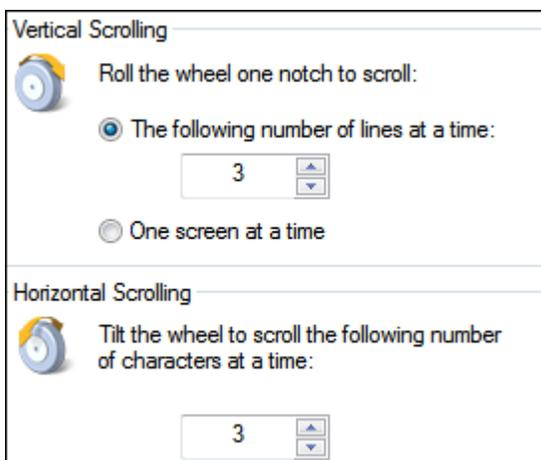 Vertical Scrolling
Roll the wheel one notch to scroll:
The following number of lines at a time:
3
One screen at a time
Horizontal Scrolling
Tilt the wheel to scroll the following number
of characters at a time:
3